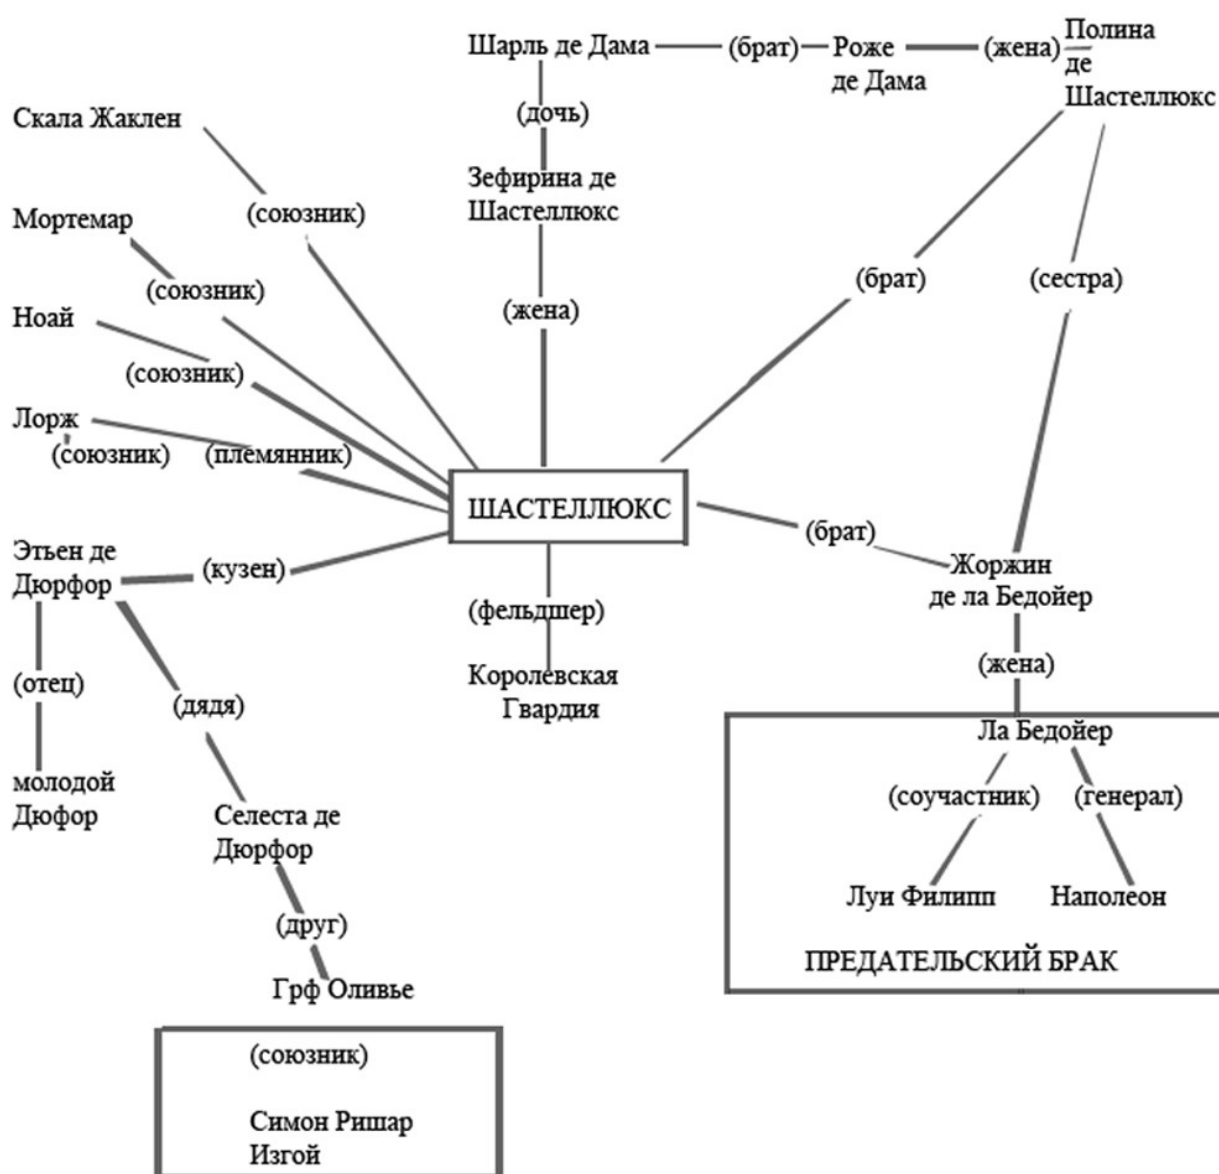 Шарль де Дама
(брат)
Роже
де Дама
(жена)
Полина
де
Шастеллюкс
Скала Жаклен
(дочь)
Зефирина де
Шастеллюкс
Мортемар
(союзник)
(союзник)
(брат)
(сестра)
Ноай
(жена)
(союзник)
Лорж
(союзник)
(племянник)
ШАСТЕЛЛЮКС
(брат)
Этьен де
Дюрфор
(кузен)
Жоржин
де ла Бедойер
(фельдшер)
Королевская
Гвардия
(жена)
(отец)
(дядя)
Ла Бедойер
молодой
Дюфор
(соучастник)
(генерал)
Селеста де
Дюрфор
Луи Филипп
Наполеон
(друг)
ПРЕДАТЕЛЬСКИЙ БРАК
Грф Оливье
(союзник)
Симон Ришар
Изгой